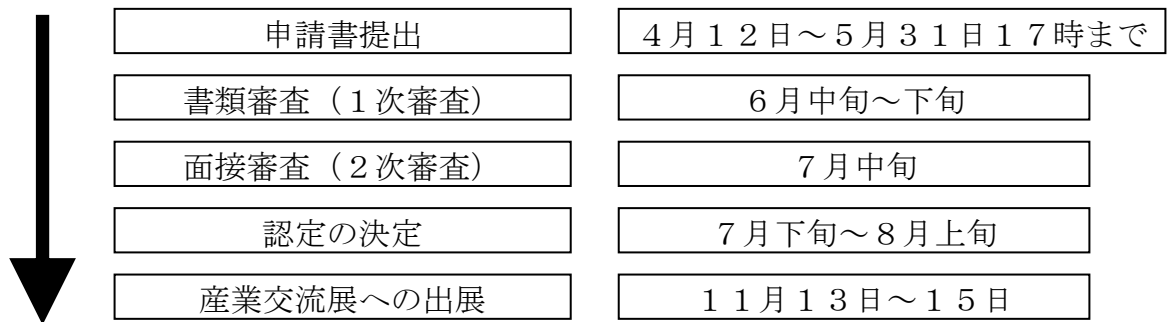 申請書提出 ４月１２日～５月３１日１７時まで
書類審査（１次審査） ６月中旬～下旬
面接審査（２次審査） ７月中旬
認定の決定 ７月下旬～８月上旬
産業交流展への出展 １１月１３日～１５日